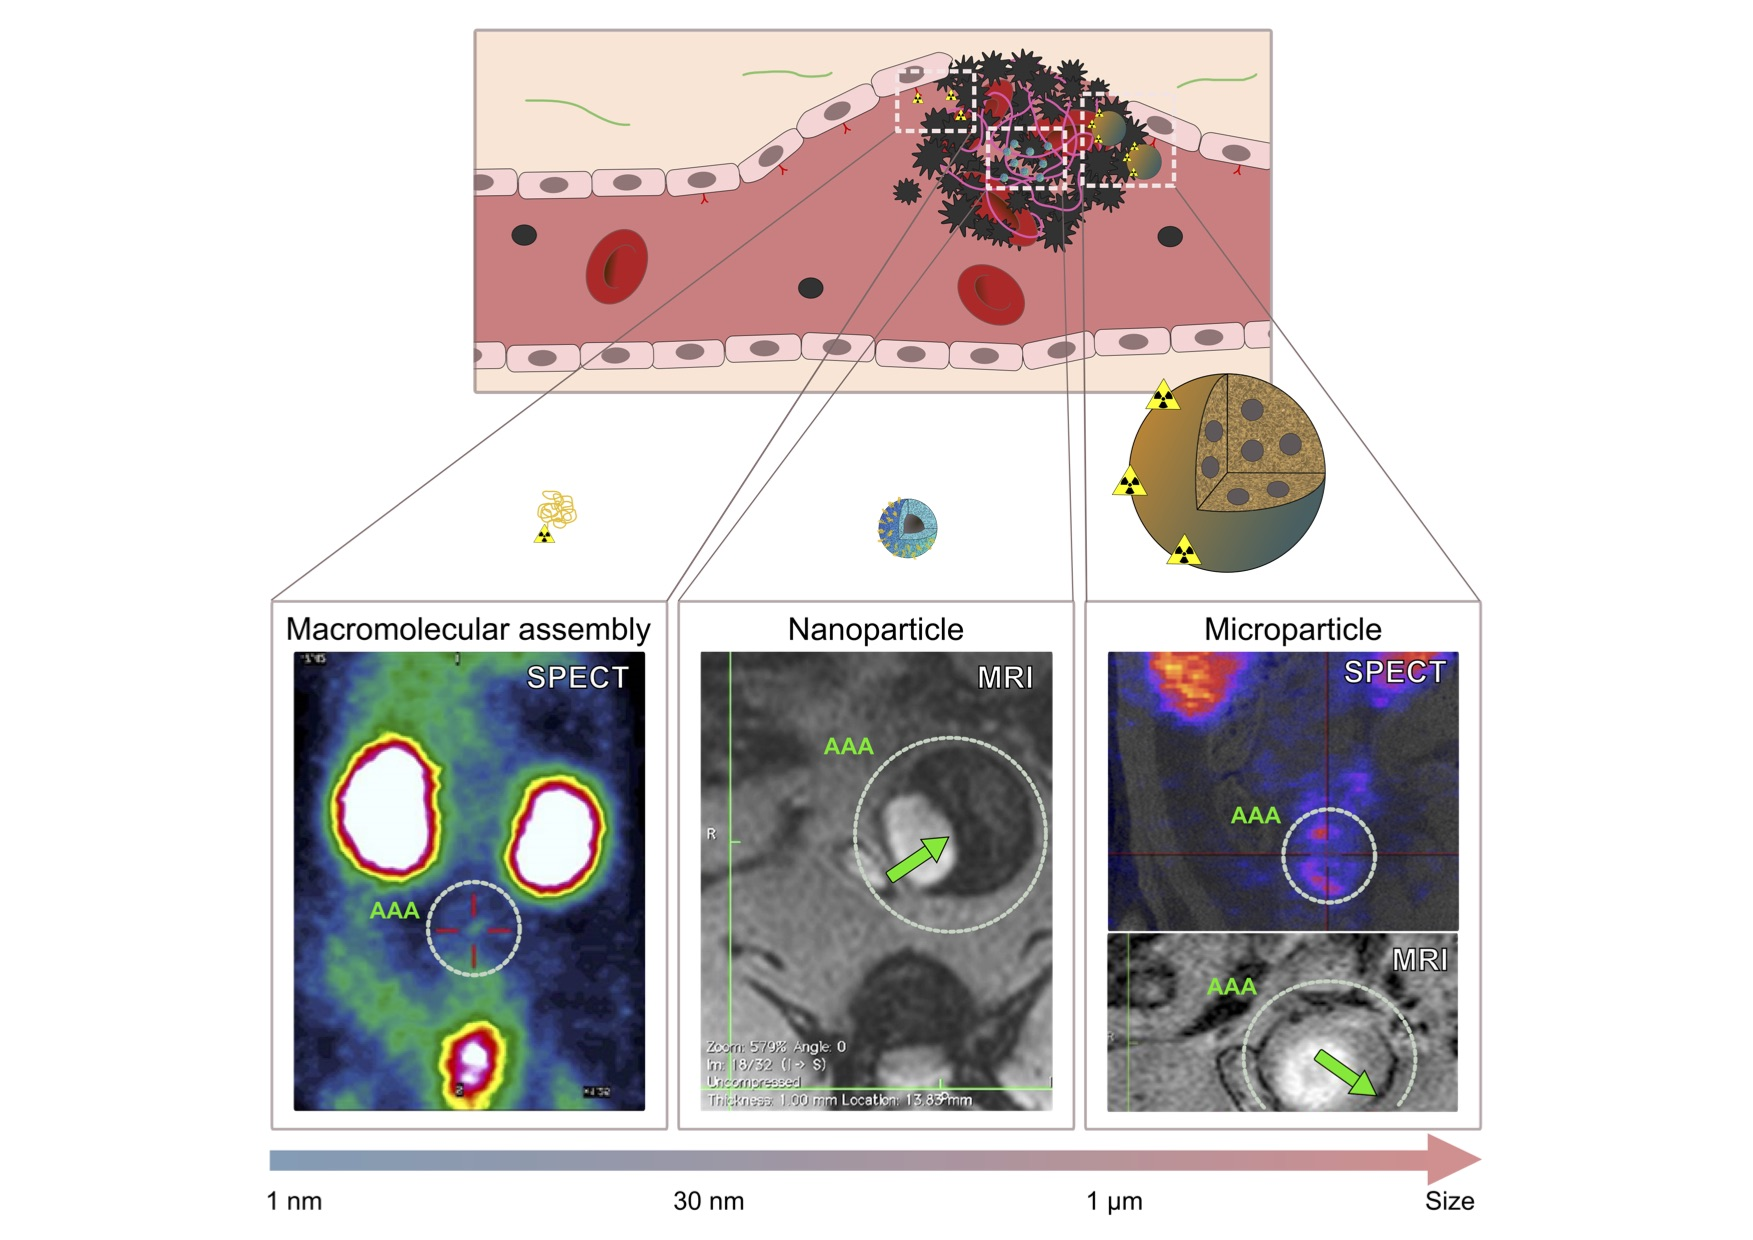 Macromolecular assembly
SPECT
AAA
Nanoparticle
MRI
AAA
R
Zoom: 579% Angle: 0
Im: 18/32 (I -> S)
Uncompressed
Thickness: 1.00 mm Location: 13.83 mm
P
Microparticle
SPECT
AAA
MRI
AAA
R
1 nm
30 nm
1 µm
Size